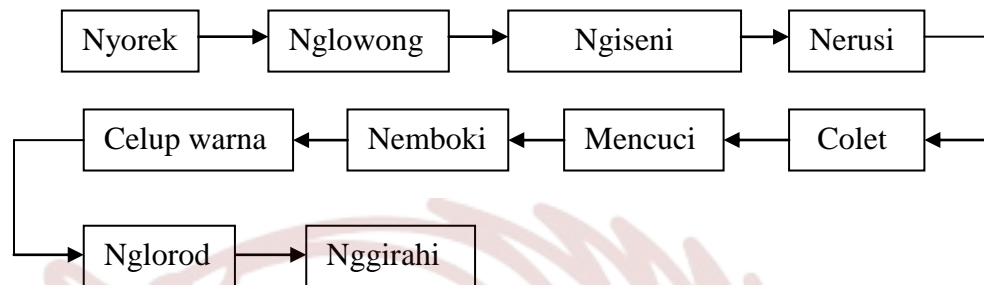 Nyorek Nglowong Ngiseni Nerusi
Celup warna Nemboki Mencuci Colet
Nglorod Nggirahi